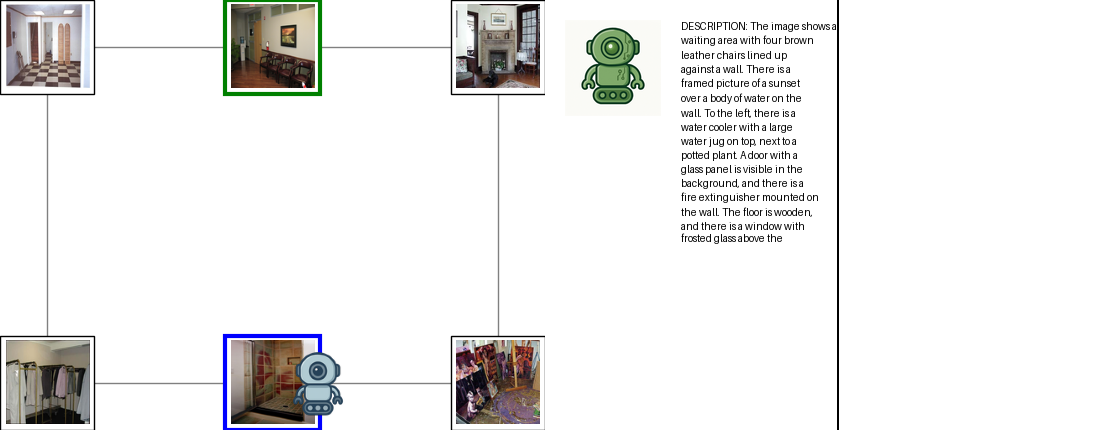 DESCRIPTION: The image shows a
waiting area with four brown
leather chairs lined up
against a wall. There is a
framed picture of a sunset
over a body of water on the
wall. To the left, there is a
water cooler with a large
water jug on top, next to a
potted plant. A door with a
glass panel is visible in the
background, and there is a
fire extinguisher mounted on
the wall. The floor is wooden,
and there is a window with
frosted glass above the